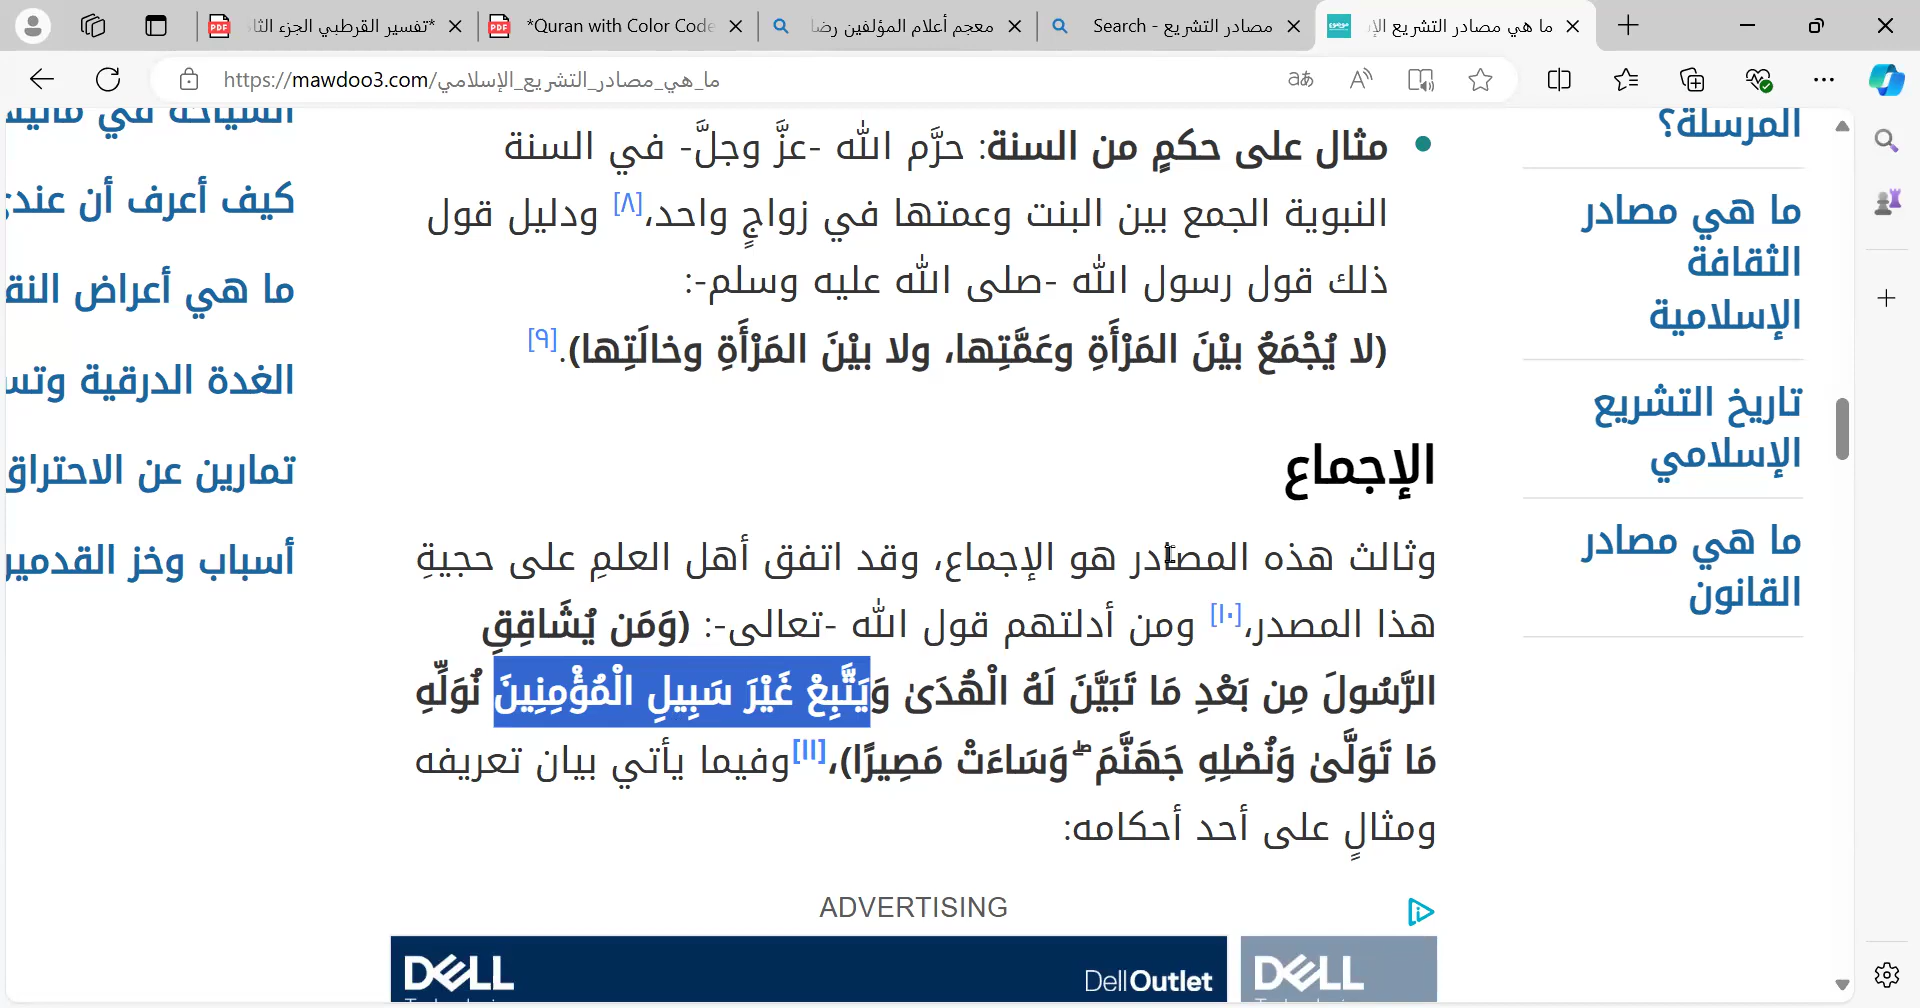 تفسير القرطبي الجزء الثا*
Quran with Color Code*
معجم أعلام المؤلفين رضا
مصادر التشريع - Search
ما هي مصادر التشريع الإس
https://mawdoo3.com/ما_هي_مصادر_التشريع_الإسلامي
المرسلة؟
ما هي مصادر
الثقافة
الإسلامية
تاريخ التشريع
الإسلامي
ما هي مصادر
القانون
مثال على حكمٍ من السنة: حرَّم الله -عزَّ وجلَّ- في السنة
النبوية الجمع بين البنت وعمتها في زواجٍ واحد،[٨] ودليل قول
ذلك قول رسول الله -صلى الله عليه وسلم-:
(لا يُجْمَعُ بيْنَ المَرْأَةِ وعَمَّتِها، ولا بيْنَ المَرْأَةِ وخالَتِها).[٩]
الإجماع
وثالث هذه المصادر هو الإجماع، وقد اتفق أهل العلمِ على حجيةِ
هذا المصدر،[١٠] ومن أدلتهم قول الله -تعالى-: (وَمَن يُشَاقِقِ
الرَّسُولَ مِن بَعْدِ مَا تَبَيَّنَ لَهُ الْهُدَىٰ وَيَتَّبِعْ غَيْرَ سَبِيلِ الْمُؤْمِنِينَ نُوَلِّهِ
مَا تَوَلَّىٰ وَنُصْلِهِ جَهَنَّمَ ۖ وَسَاءَتْ مَصِيرًا)،[١١] وفيما يأتي بيان تعريفه
ومثالٍ على أحد أحكامه:
ADVERTISING
DELL
DellOutlet
DELL
السياحة في ماليز
كيف أعرف أن عندي
ما هي أعراض النق
الغدة الدرقية وتس
تمارين عن الاحتراق
أسباب وخز القدمين